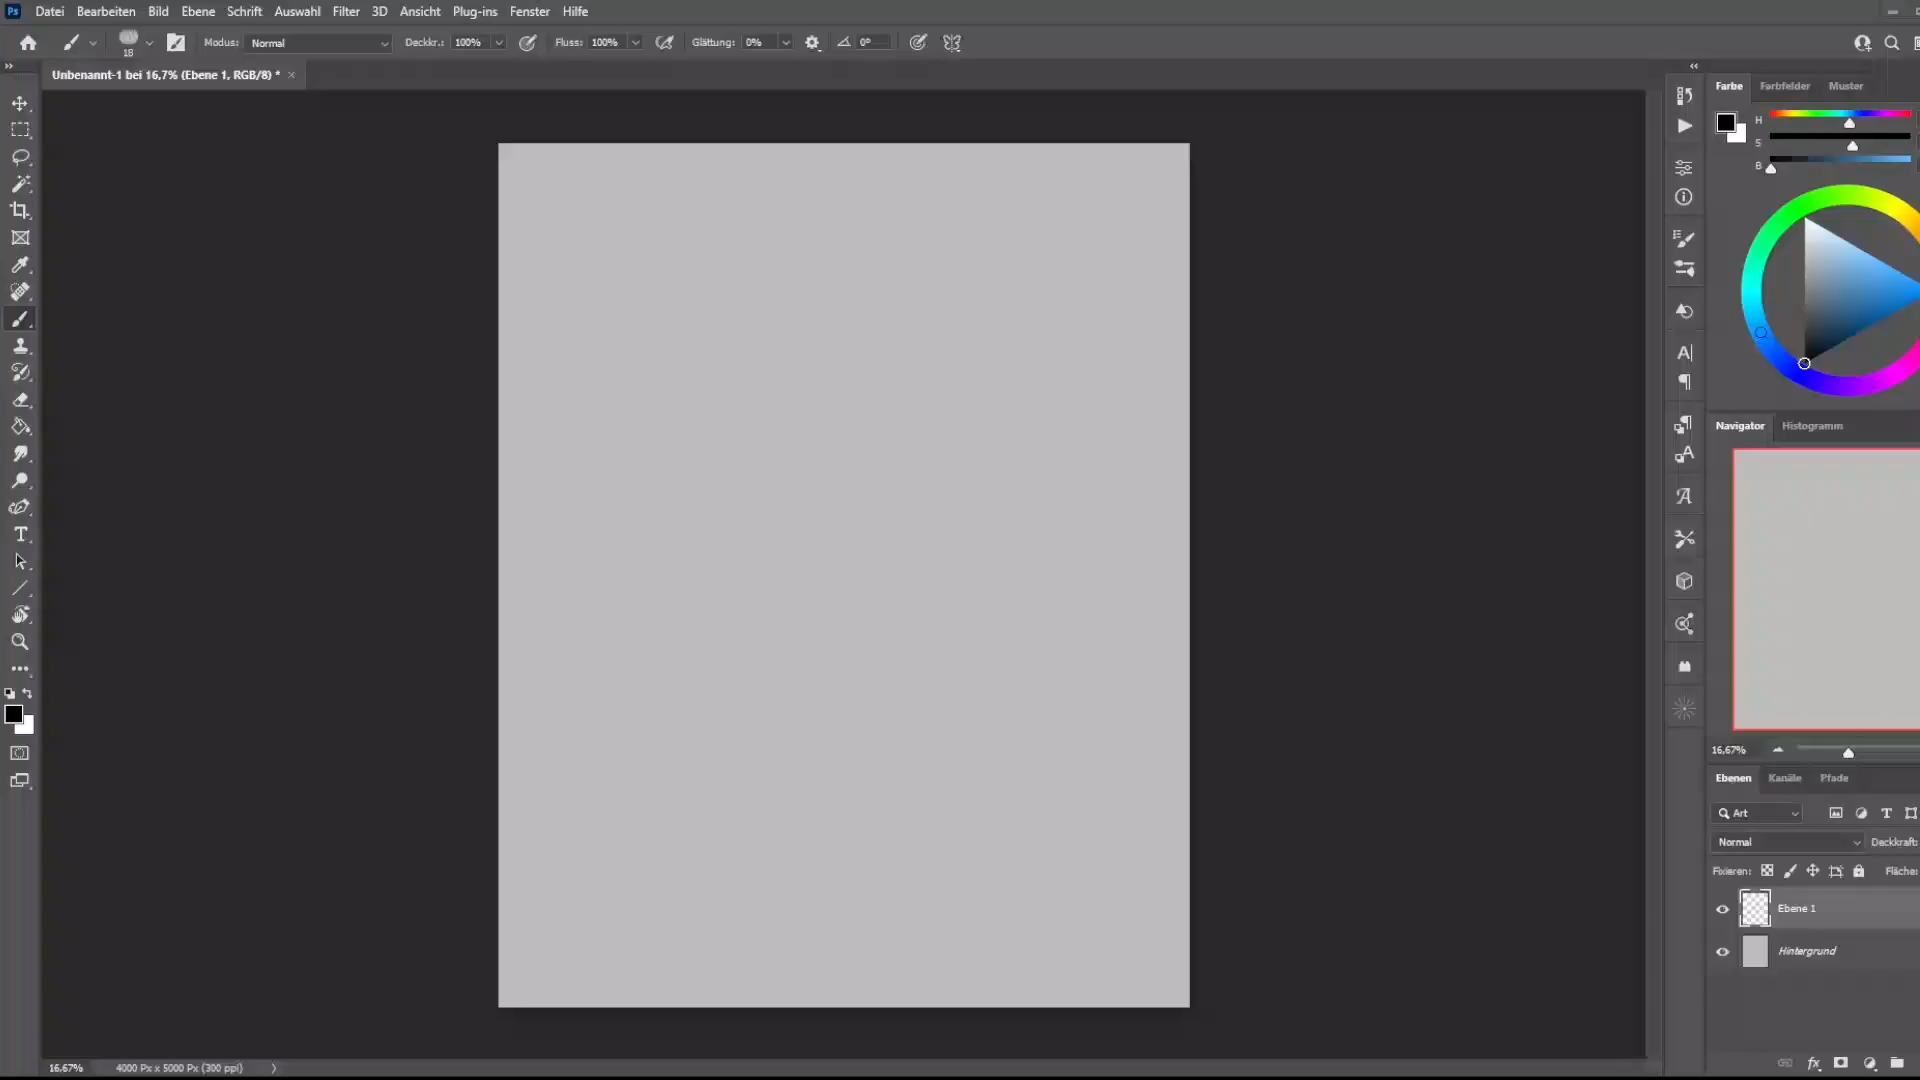 Ps Datei Bearbeiten Bild Ebene Schrift Auswahl Filter 3D Ansicht Plug-ins Fenster Hilfe
18 Modus: Normal Deckkr.: 100% Fluss: 100% Glättung: 0% 0°
Unbenannt-1 bei 16,7% (Ebene 1, RGB/8) *
Farbe Farbfelder Muster
H
S
B
Navigator Histogramm
16,67%
Ebenen Kanäle Pfade
Art
Normal Deckkraft:
Fixieren: Fläche:
Ebene 1
Hintergrund
fx
16.67% 4000 Px x 5000 Px (300 ppi)